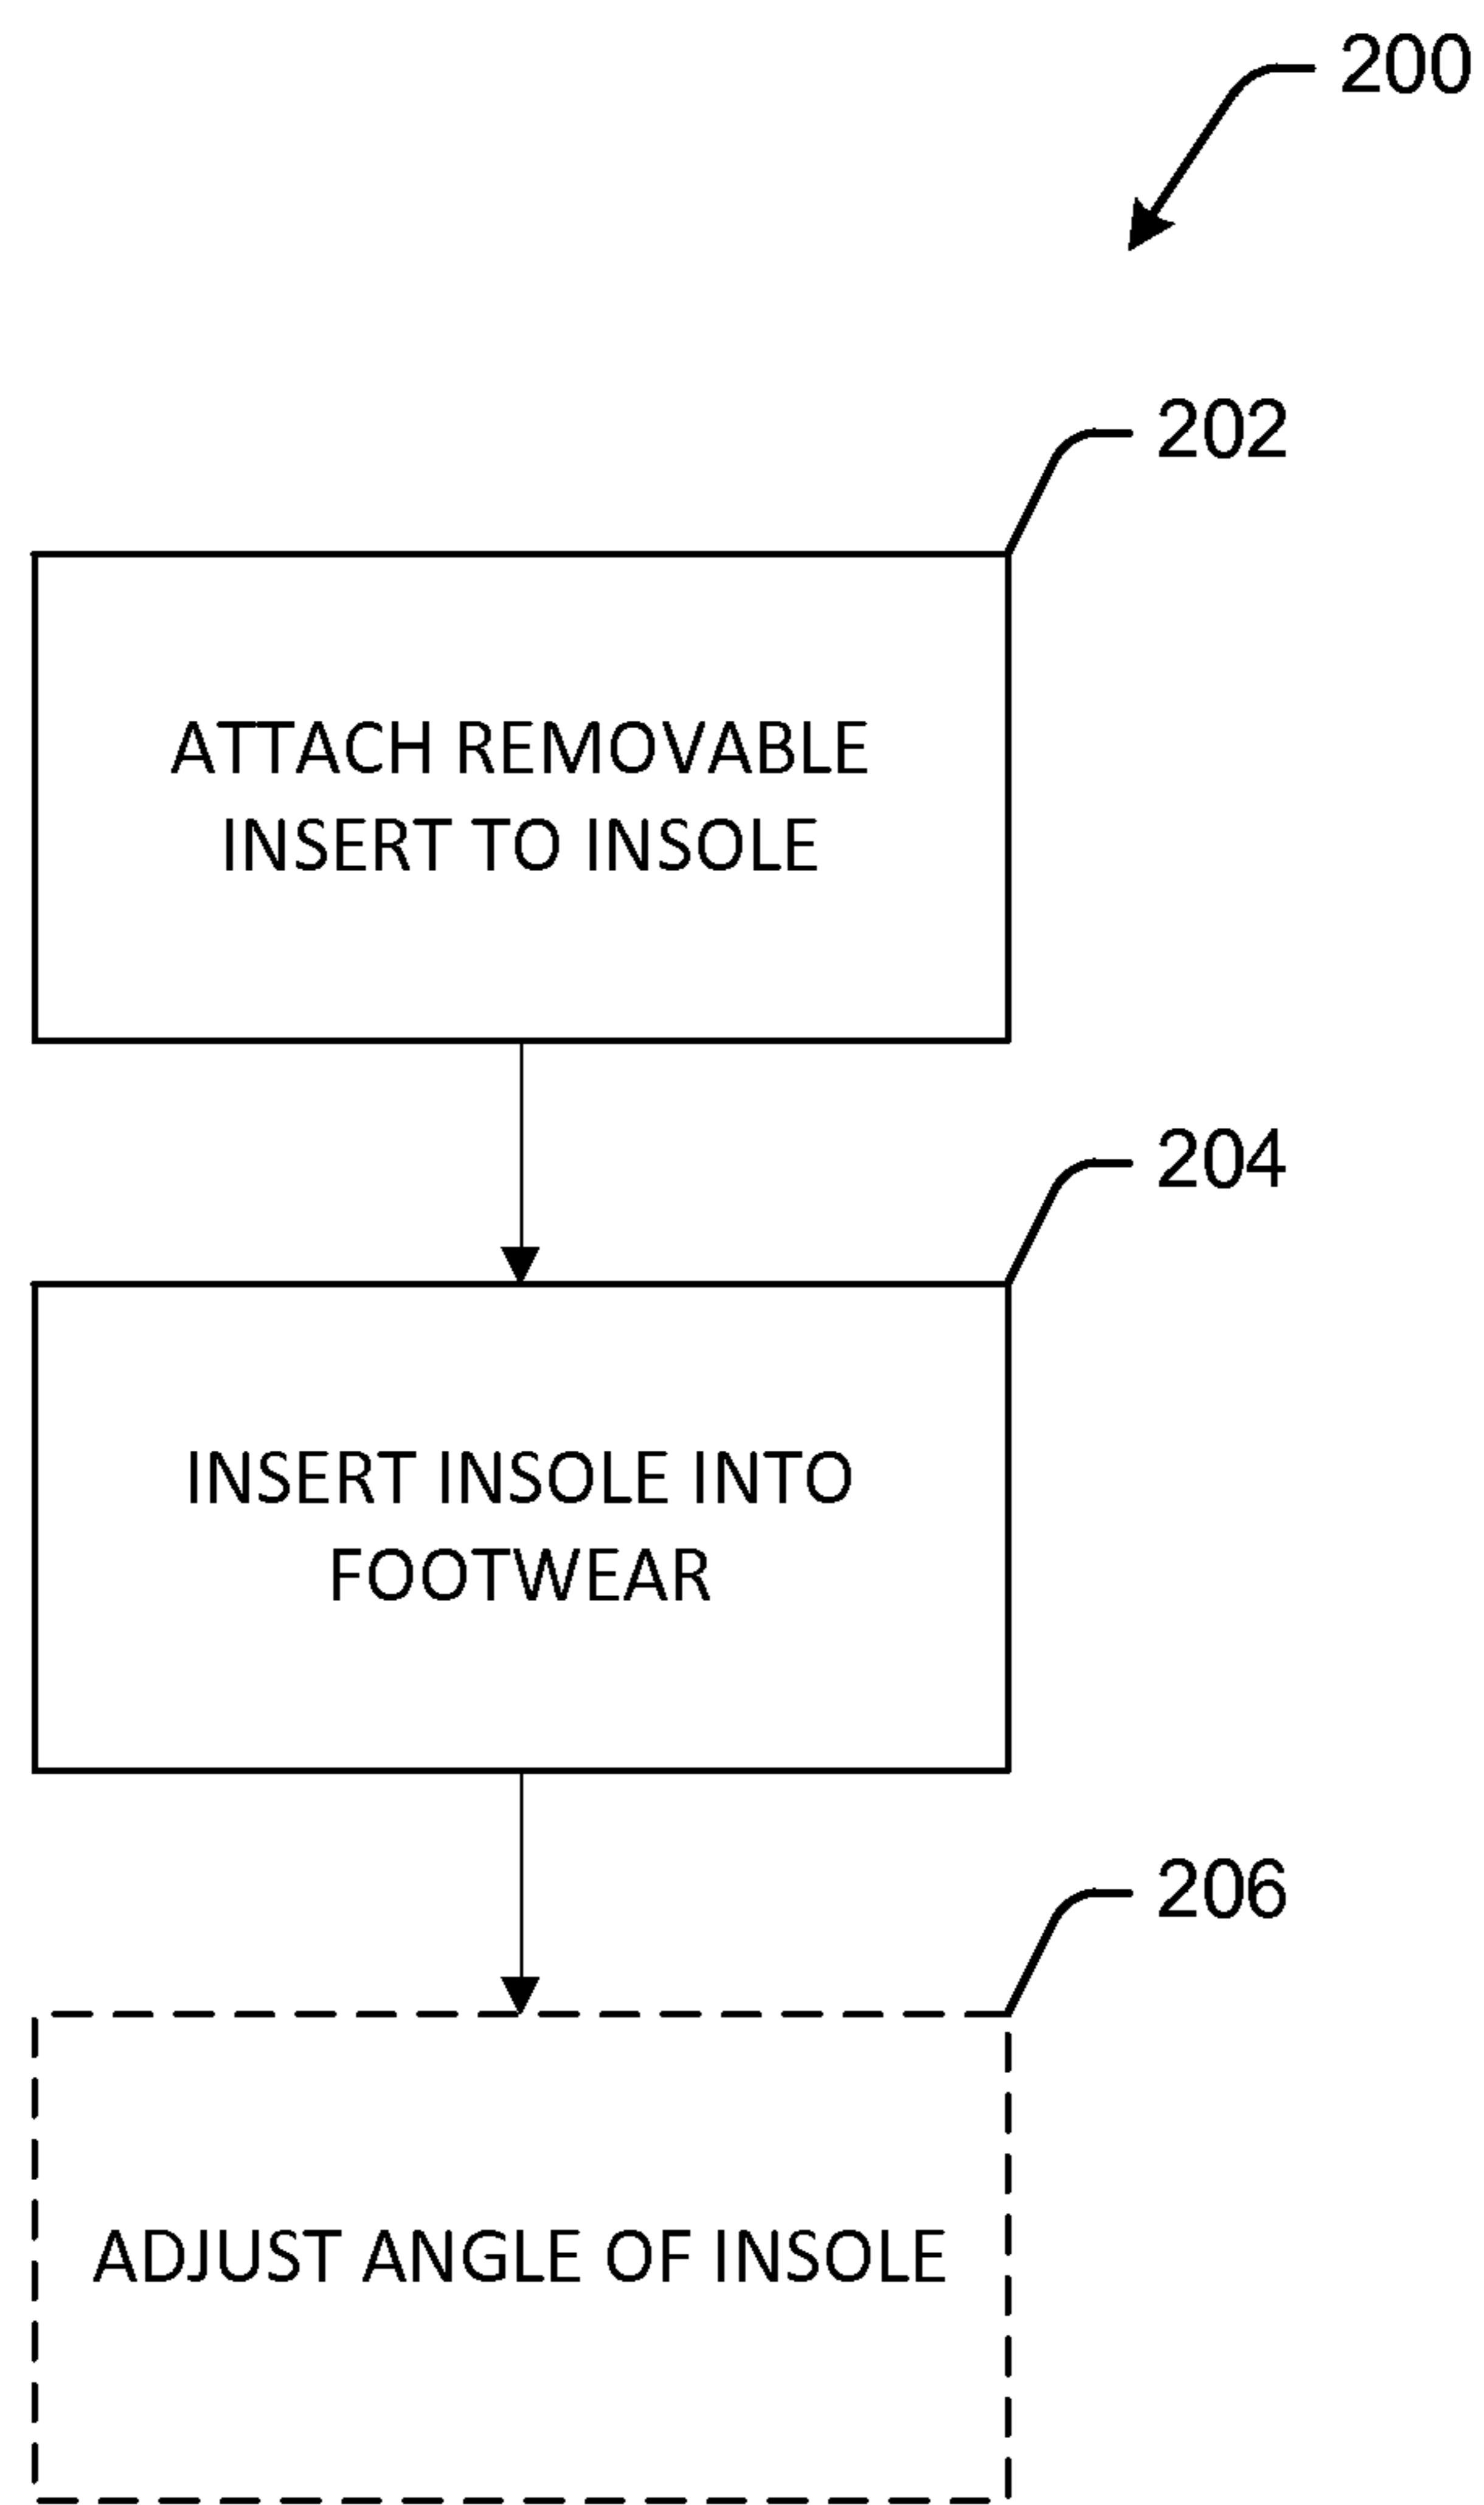 200
202
ATTACH REMOVABLE
INSERT TO INSOLE
204
INSERT INSOLE INTO
FOOTWEAR
206
ADJUST ANGLE OF INSOLE